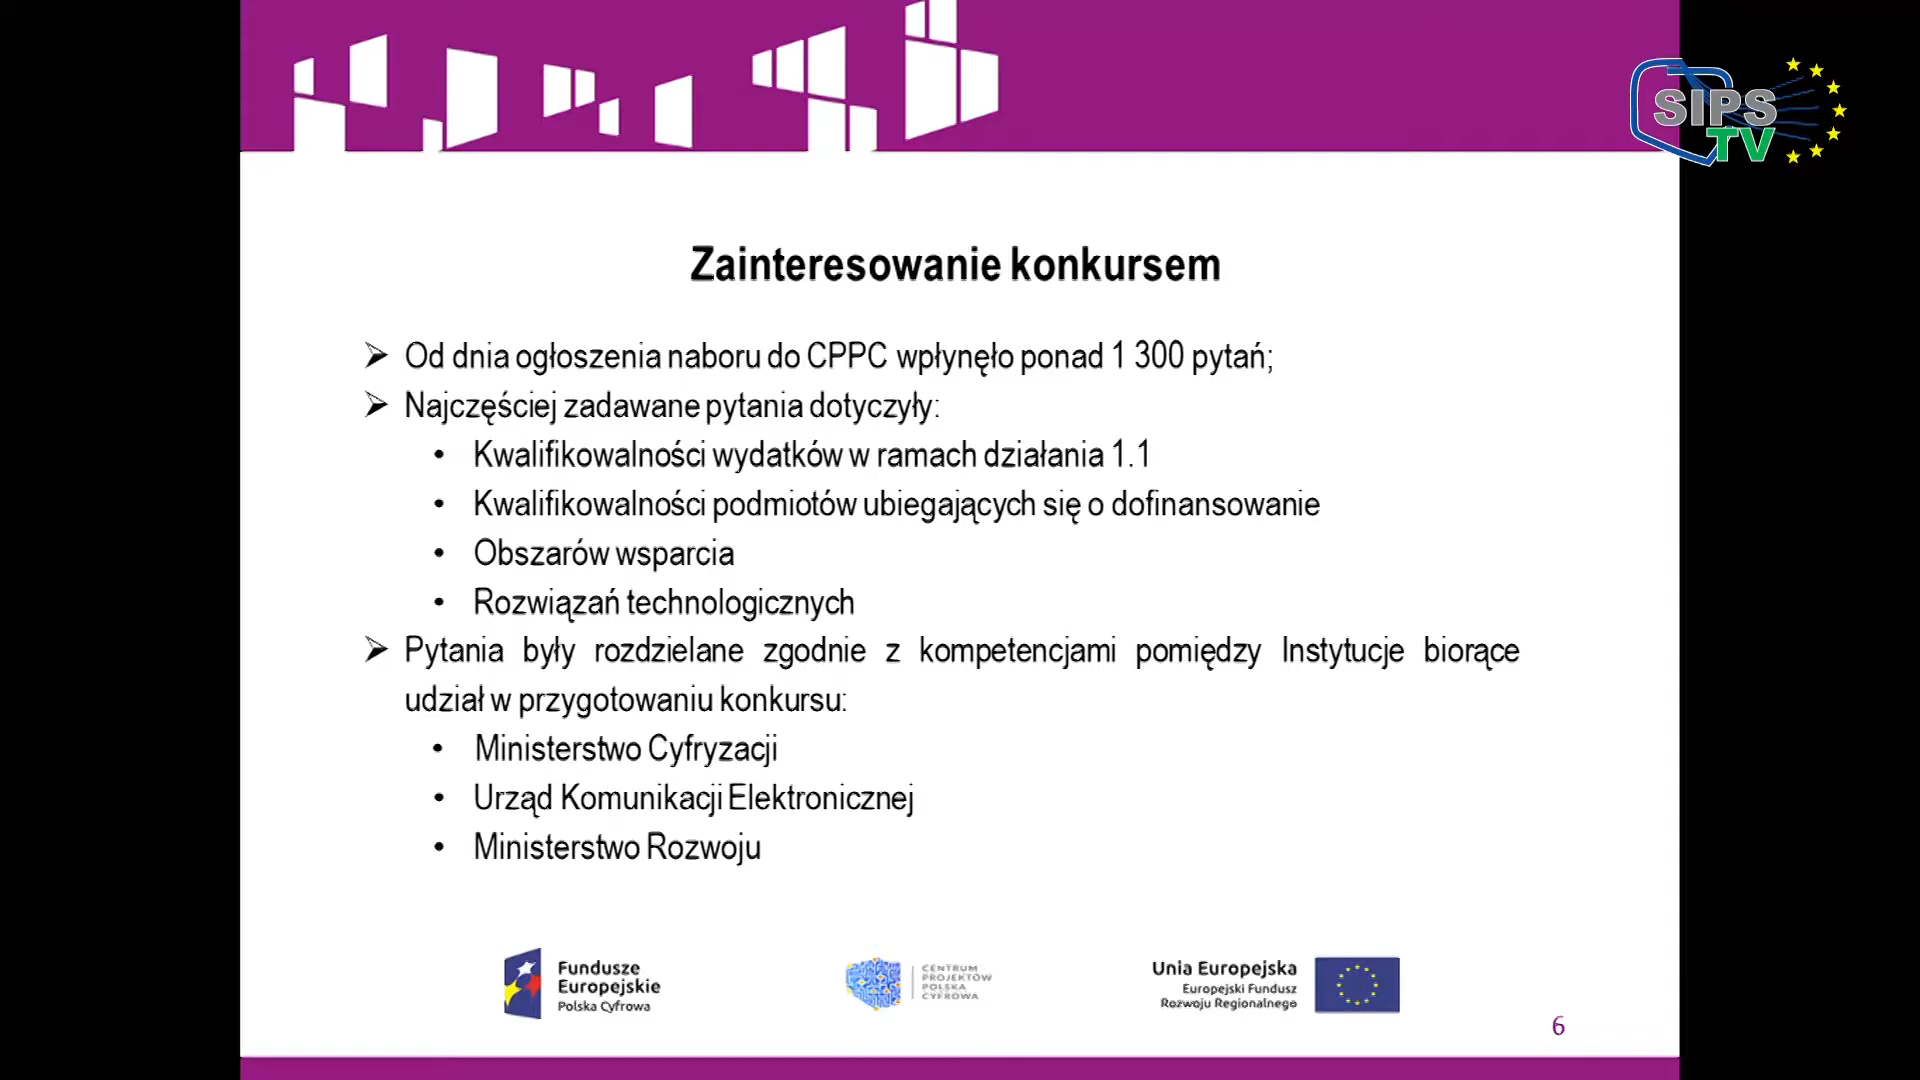 SIPS
TV
Zainteresowanie konkursem
➢ Od dnia ogłoszenia naboru do CPPC wpłynęło ponad 1 300 pytań;
➢ Najczęściej zadawane pytania dotyczyły:
• Kwalifikowalności wydatków w ramach działania 1.1
• Kwalifikowalności podmiotów ubiegających się o dofinansowanie
• Obszarów wsparcia
• Rozwiązań technologicznych
➢ Pytania były rozdzielane zgodnie z kompetencjami pomiędzy Instytucje biorące
udział w przygotowaniu konkursu:
• Ministerstwo Cyfryzacji
• Urząd Komunikacji Elektronicznej
• Ministerstwo Rozwoju
Fundusze
Europejskie
Polska Cyfrowa
CENTRUM
PROJEKTÓW
POLSKA
CYFROWA
Unia Europejska
Europejski Fundusz
Rozwoju Regionalnego
6